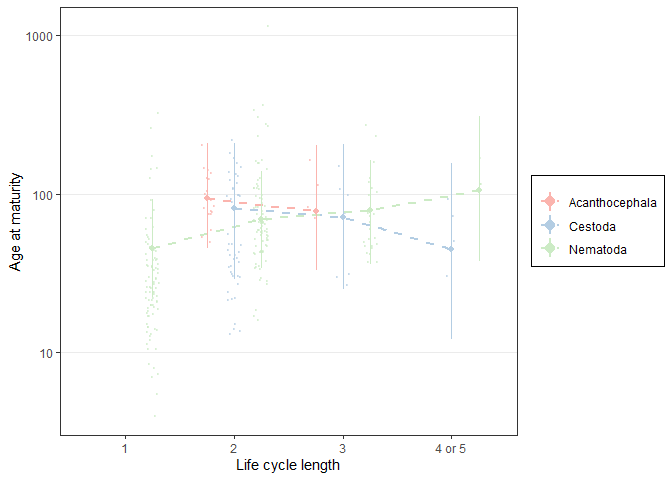 1000
100
10
Age at maturity
1
2
3
4 or 5
Life cycle length
Acanthocephala
Cestoda
Nematoda